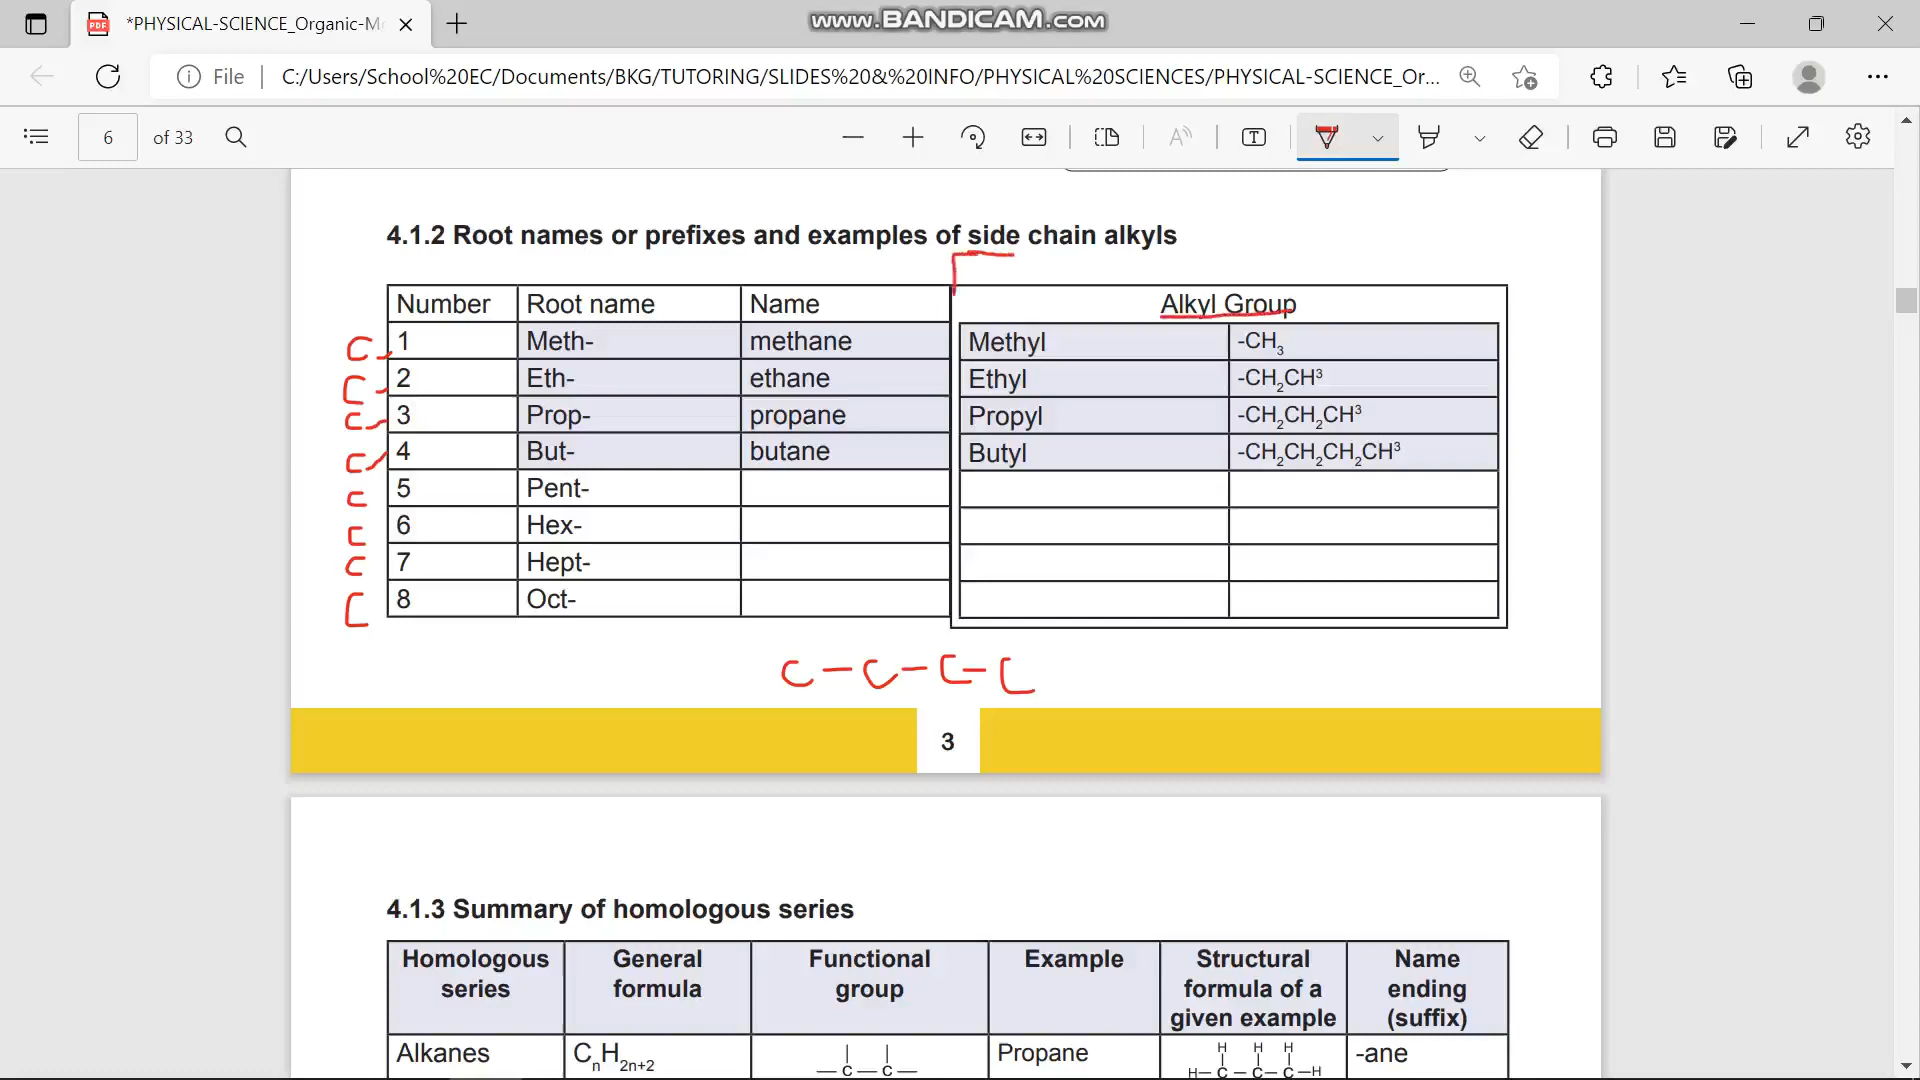 *PHYSICAL-SCIENCE_Organic-M
www.BANDICAM.com
File C:/Users/School%20EC/Documents/BKG/TUTORING/SLIDES%20&%20INFO/PHYSICAL%20SCIENCES/PHYSICAL-SCIENCE_Or...
6 of 33
4.1.2 Root names or prefixes and examples of side chain alkyls
Number Root name Name Alkyl Group
C 1 Meth- methane Methyl -CH₃
C 2 Eth- ethane Ethyl -CH₂CH³
C 3 Prop- propane Propyl -CH₂CH₂CH³
C 4 But- butane Butyl -CH₂CH₂CH₂CH³
C 5 Pent-
C 6 Hex-
C 7 Hept-
C 8 Oct-
C – C – C – C
3
4.1.3 Summary of homologous series
Homologous series General formula Functional group Example Structural formula of a given example Name ending (suffix)
Alkanes CₙH₂ₙ₊₂ Propane -ane
H H H
— C — C —
H— C — C — C —H